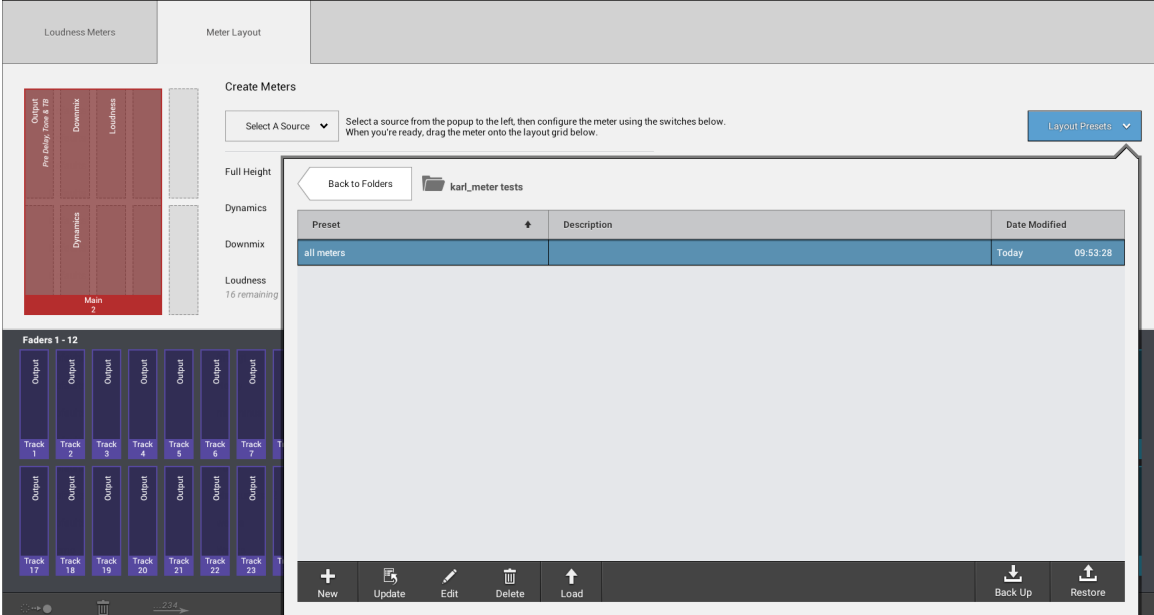 Loudness Meters
Meter Layout
Create Meters
Output
Pre Delay, Tone & TB
Downmix
Loudness
Select A Source
Select a source from the popup to the left, then configure the meter using the switches below.
When you're ready, drag the meter onto the layout grid below.
Layout Presets
Full Height
Dynamics
Downmix
Loudness
16 remaining
Dynamics
Main
2
Back to Folders
karl_meter tests
Preset
Description
Date Modified
all meters
Today
09:53:28
Faders 1 - 12
Output
Output
Output
Output
Output
Output
Output
Track
1
Track
2
Track
3
Track
4
Track
5
Track
6
Track
7
Output
Output
Output
Output
Output
Output
Output
Track
17
Track
18
Track
19
Track
20
Track
21
Track
22
Track
23
...234...
New
Update
Edit
Delete
Load
Back Up
Restore